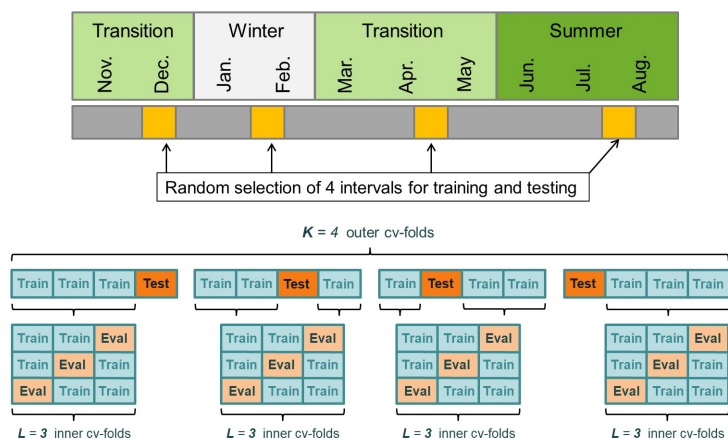 Transition Winter Transition Summer
Nov. Dec. Jan. Feb. Mar. Apr. May Jun. Jul. Aug.
Random selection of 4 intervals for training and testing
K = 4 outer cv-folds
Train Train Train Test Train Train Test Train Train Test Train Train Test Train Train Train
Train Train Eval Train Train Eval Train Train Eval Train Train Eval
Train Eval Train Train Eval Train Train Eval Train Train Eval Train
Eval Train Train Eval Train Train Eval Train Train Eval Train Train
L = 3 inner cv-folds L = 3 inner cv-folds L = 3 inner cv-folds L = 3 inner cv-folds